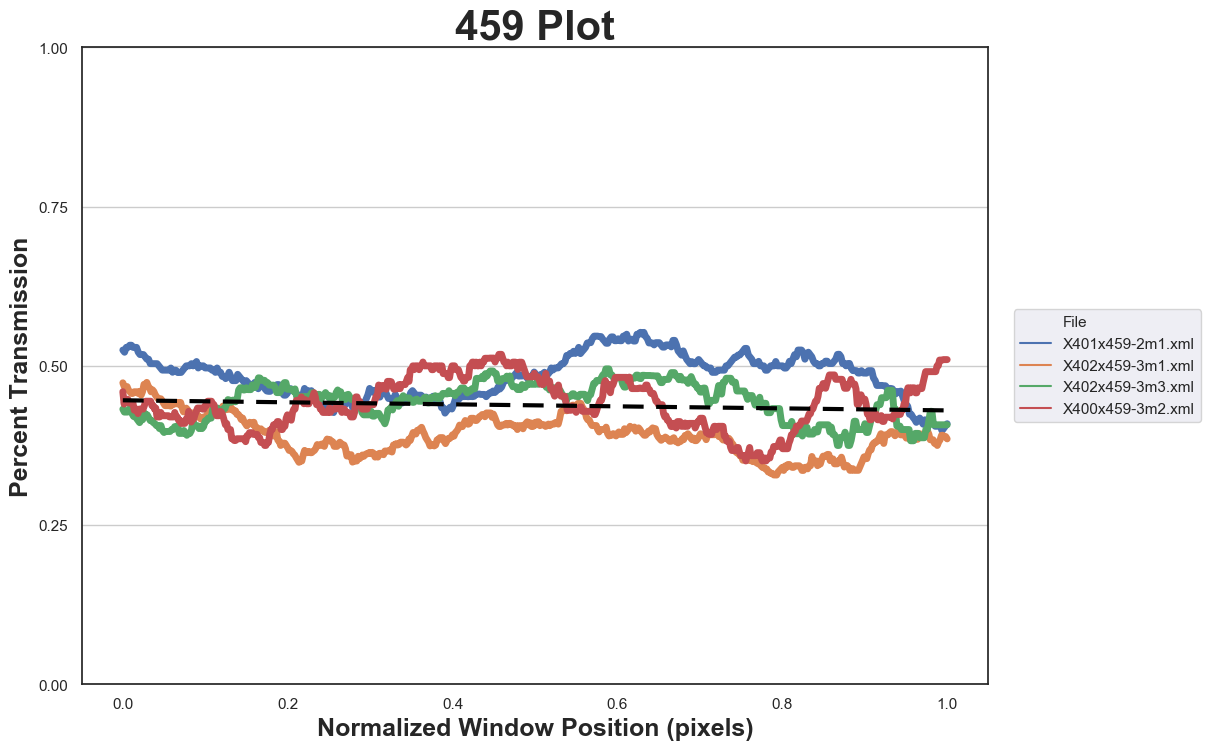 459 Plot
Percent Transmission
1.00
0.75
0.50
0.25
0.00
0.0 0.2 0.4 0.6 0.8 1.0
Normalized Window Position (pixels)
File
X401x459-2m1.xml
X402x459-3m1.xml
X402x459-3m3.xml
X400x459-3m2.xml